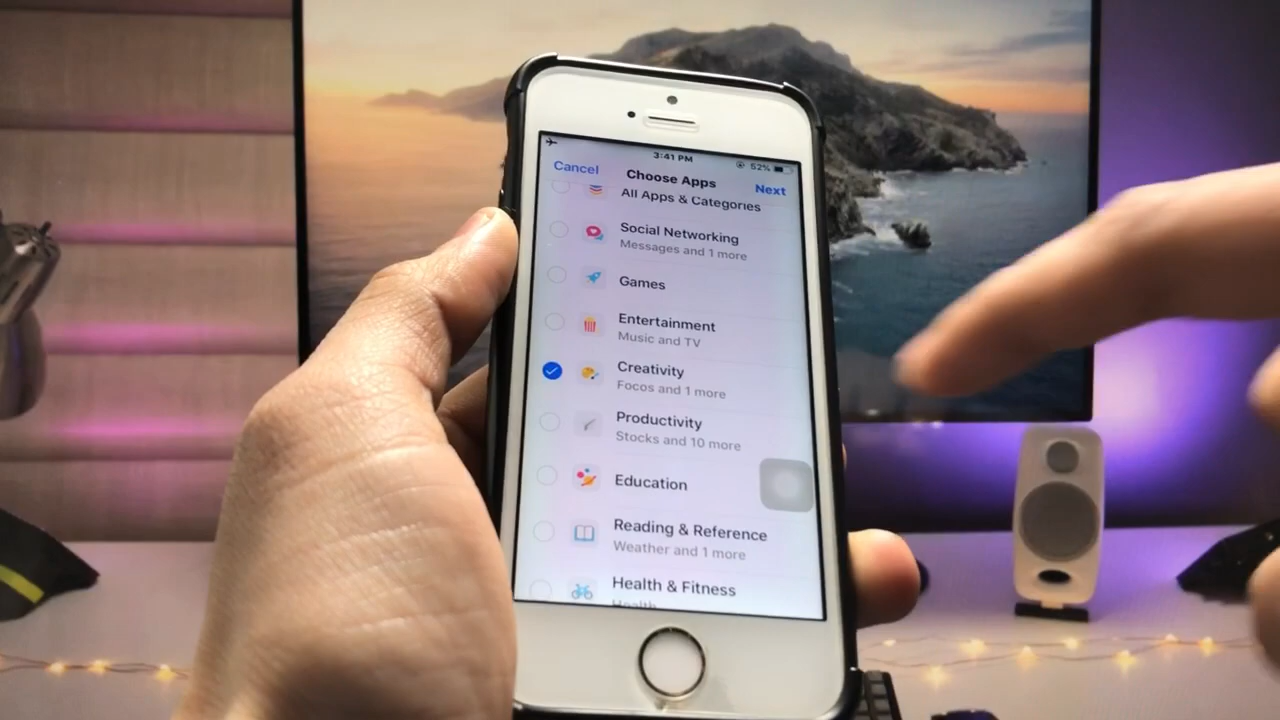 3:41 PM
52%
Cancel
Choose Apps
Next
All Apps & Categories
Social Networking
Messages and 1 more
Games
Entertainment
Music and TV
Creativity
Focos and 1 more
Productivity
Stocks and 10 more
Education
Reading & Reference
Weather and 1 more
Health & Fitness
Health